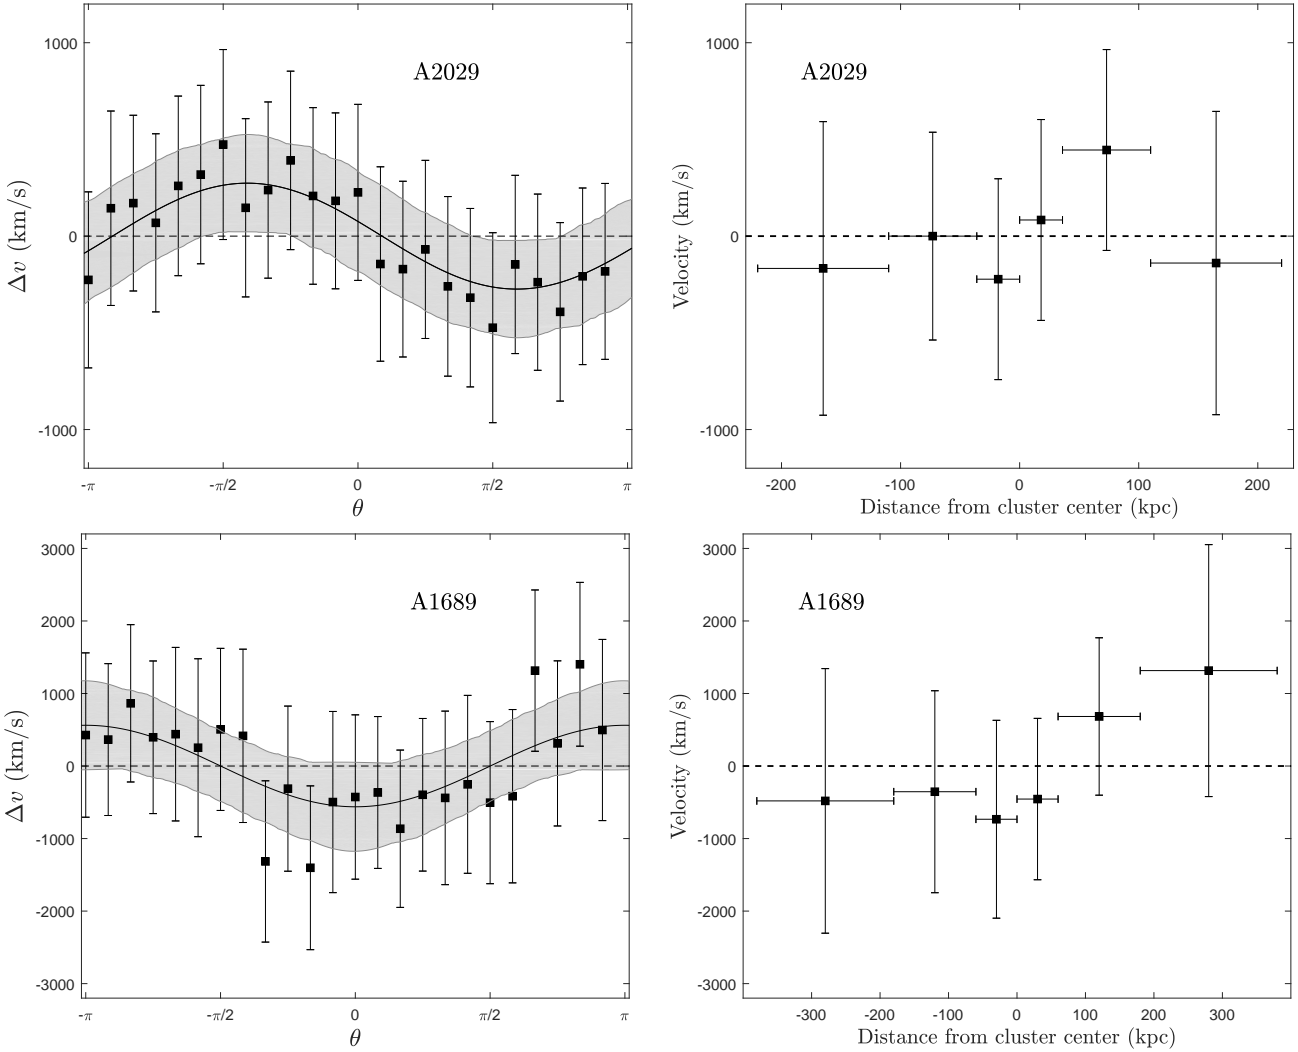 A2029
1000
0
-1000
Δv (km/s)
-π
-π/2
0
π/2
π
θ
A2029
1000
0
-1000
Velocity (km/s)
-200
-100
0
100
200
Distance from cluster center (kpc)
A1689
3000
2000
1000
0
-1000
-2000
-3000
Δv (km/s)
-π
-π/2
0
π/2
π
θ
A1689
3000
2000
1000
0
-1000
-2000
-3000
Velocity (km/s)
-300
-200
-100
0
100
200
300
Distance from cluster center (kpc)